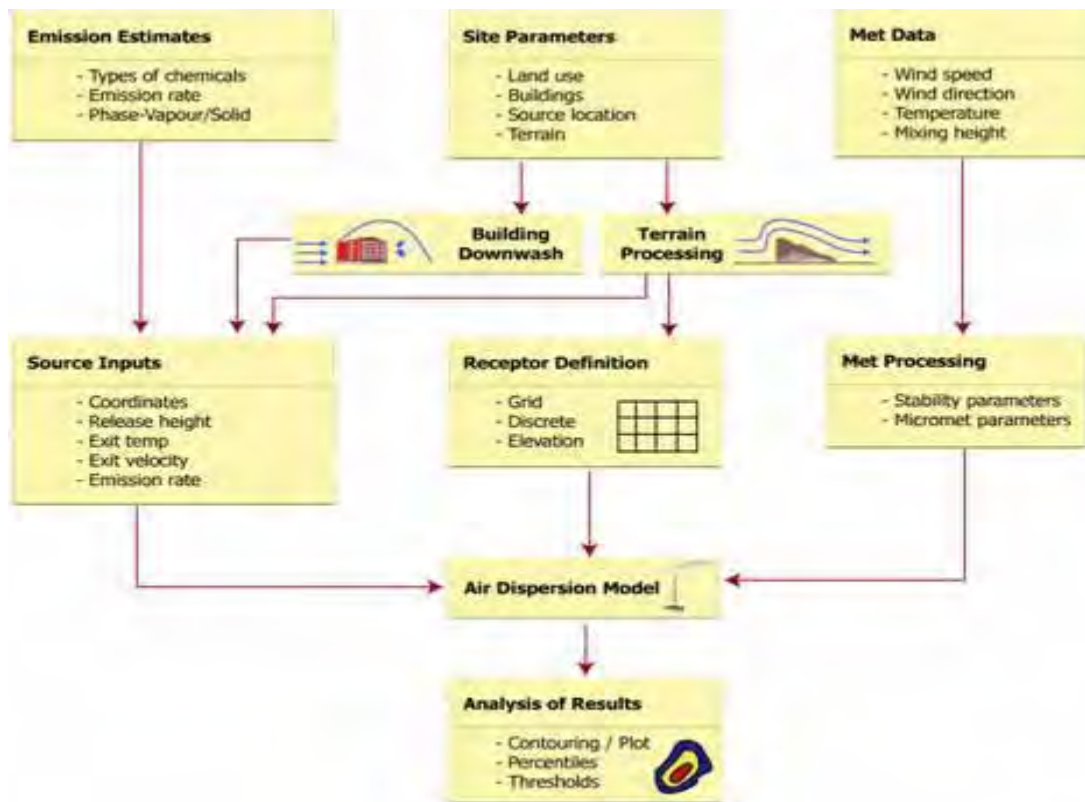 Emission Estimates
- Types of chemicals
- Emission rate
- Phase-Vapour/Solid
Site Parameters
- Land use
- Buildings
- Source location
- Terrain
Met Data
- Wind speed
- Wind direction
- Temperature
- Mixing height
Building
Downwash
Terrain
Processing
Source Inputs
- Coordinates
- Release height
- Exit temp
- Exit velocity
- Emission rate
Receptor Definition
- Grid
- Discrete
- Elevation
Met Processing
- Stability parameters
- Micromet parameters
Air Dispersion Model
Analysis of Results
- Contouring / Plot
- Percentiles
- Thresholds